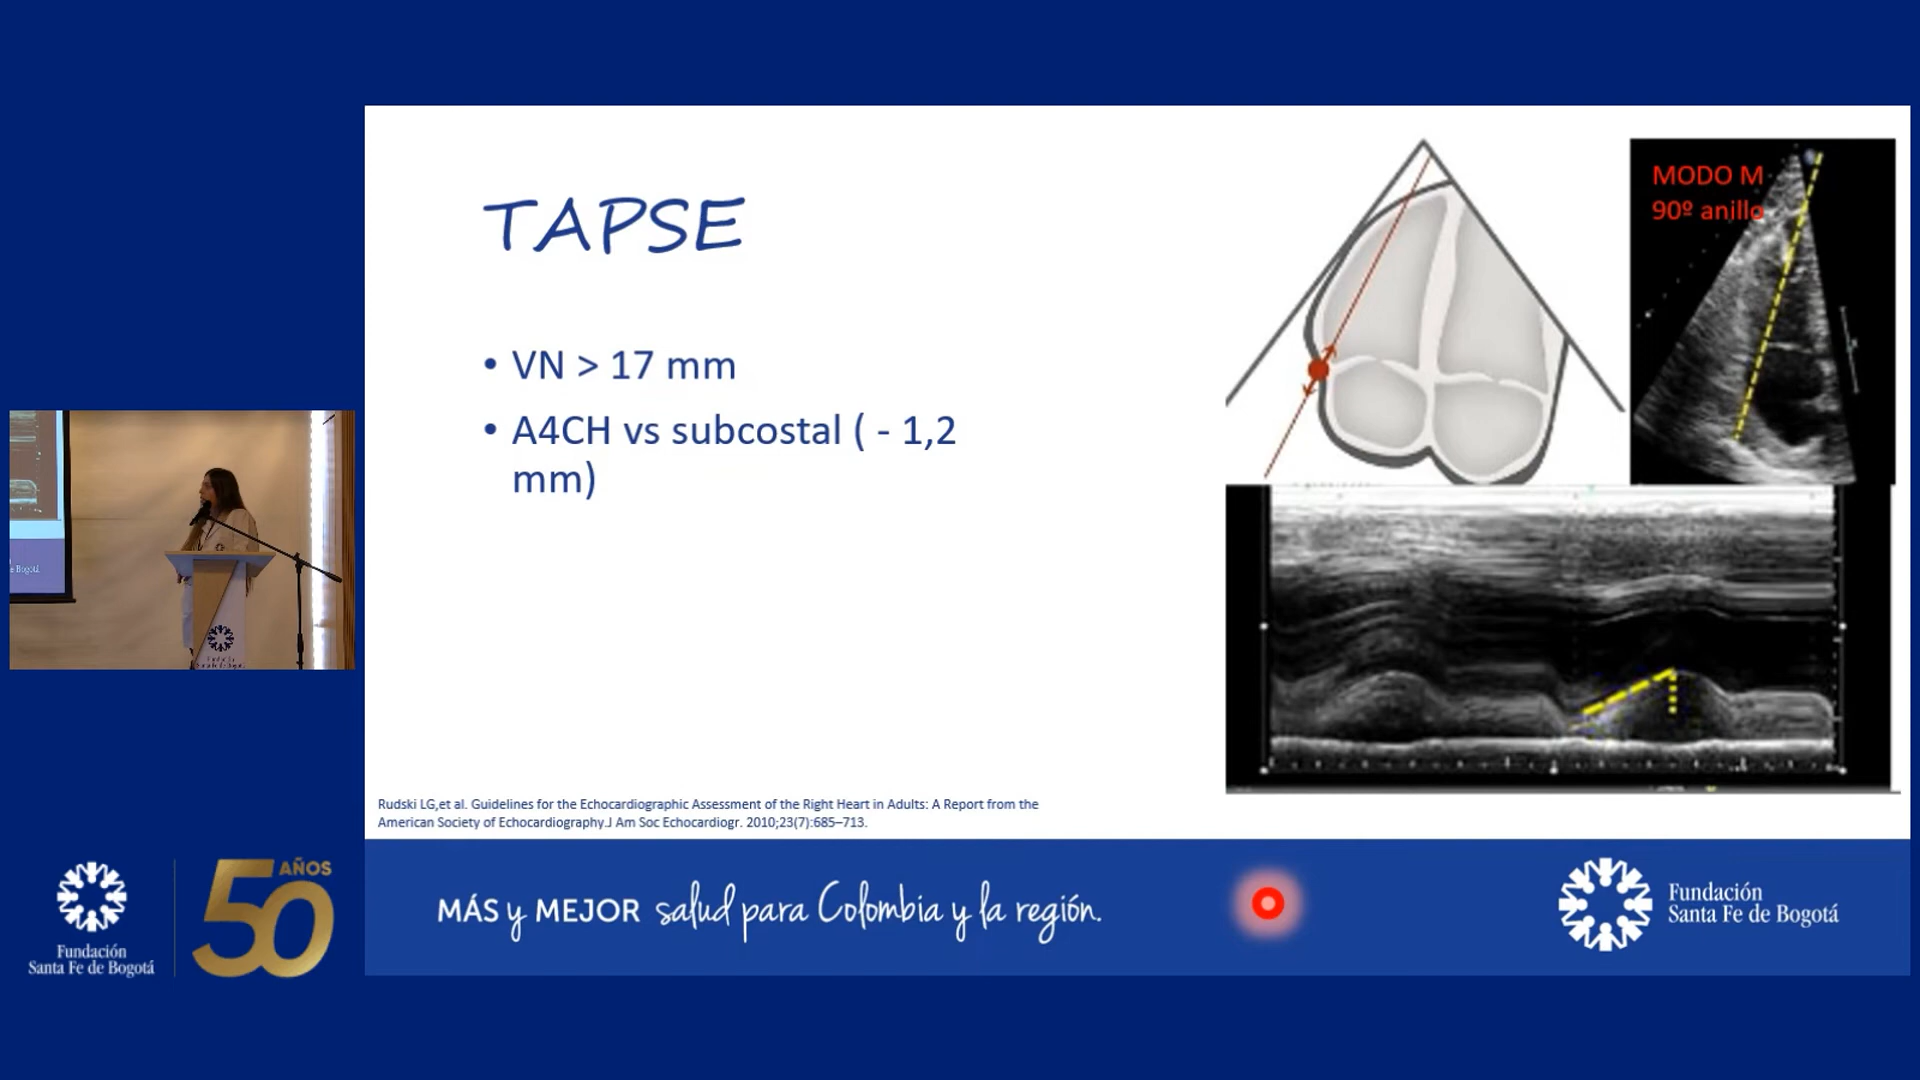 TAPSE
• VN > 17 mm
• A4CH vs subcostal ( - 1,2
mm)
MODO M
90º anillo
Rudski LG,et al. Guidelines for the Echocardiographic Assessment of the Right Heart in Adults: A Report from the
American Society of Echocardiography.J Am Soc Echocardiogr. 2010;23(7):685–713.
MÁS y MEJOR salud para Colombia y la región.
Fundación
Santa Fe de Bogotá
Fundación
Santa Fe de Bogotá
50 AÑOS